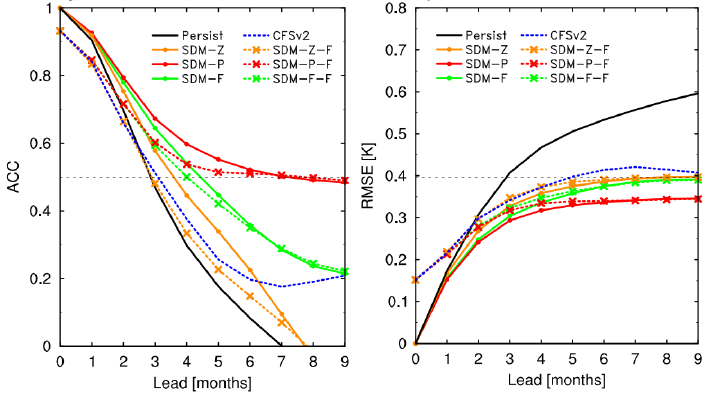 Persist
SDM-Z
SDM-P
SDM-F
CFSv2
SDM-Z-F
SDM-P-F
SDM-F-F
1
0.8
0.6
0.4
0.2
0
ACC
0 1 2 3 4 5 6 7 8 9
Lead [months]
Persist
SDM-Z
SDM-P
SDM-F
CFSv2
SDM-Z-F
SDM-P-F
SDM-F-F
0.8
0.7
0.6
0.5
0.4
0.3
0.2
0.1
0
RMSE [K]
0 1 2 3 4 5 6 7 8 9
Lead [months]